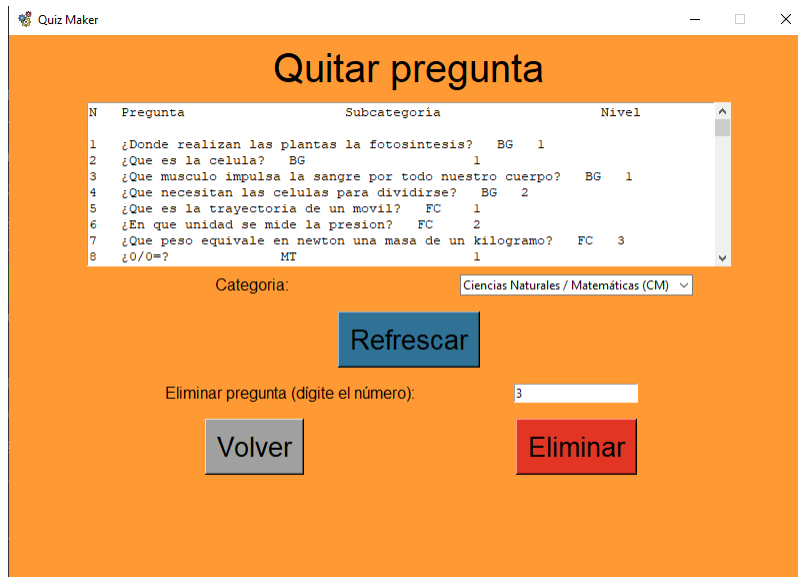 Quiz Maker
Quitar pregunta
N Pregunta Subcategoría Nivel
1 ¿Donde realizan las plantas la fotosintesis? BG 1
2 ¿Que es la celula? BG 1
3 ¿Que musculo impulsa la sangre por todo nuestro cuerpo? BG 1
4 ¿Que necesitan las celulas para dividirse? BG 2
5 ¿Que es la trayectoria de un movil? FC 1
6 ¿En que unidad se mide la presion? FC 2
7 ¿Que peso equivale en newton una masa de un kilogramo? FC 3
8 ¿0/0=? MT 1
Categoria: Ciencias Naturales / Matemáticas (CM)
Refrescar
Eliminar pregunta (dígite el número): 3
Volver Eliminar